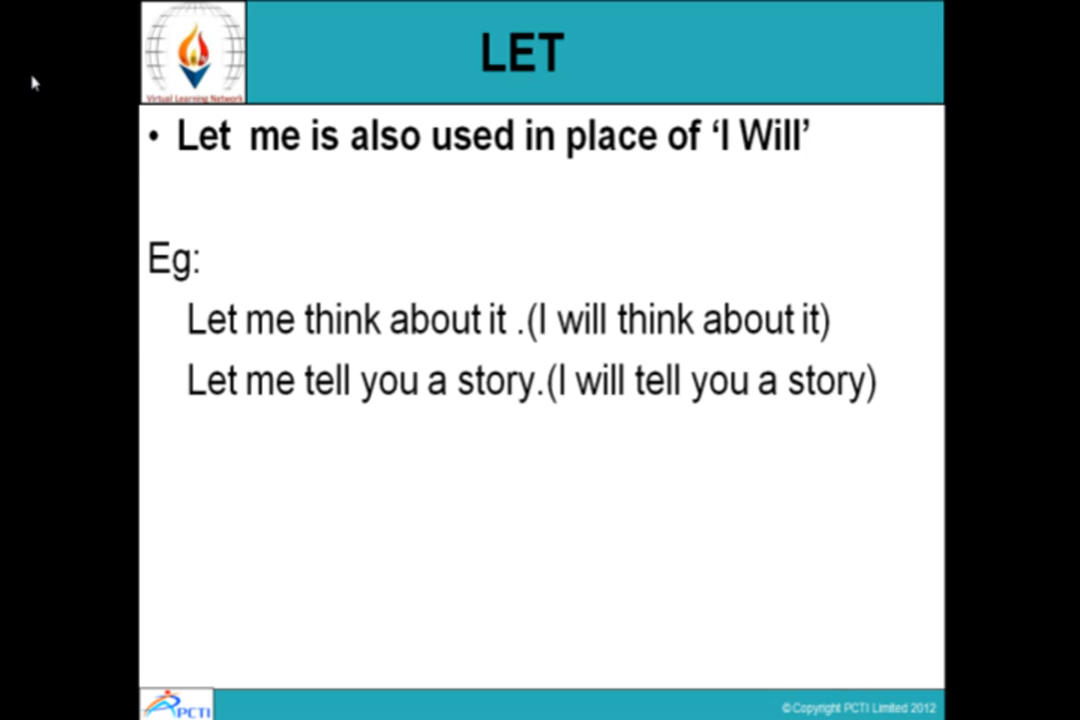 LET
Virtual Learning Network
• Let me is also used in place of ‘I Will’
Eg:
Let me think about it .(I will think about it)
Let me tell you a story.(I will tell you a story)
PCTI
©Copyright PCTI Limited 2012